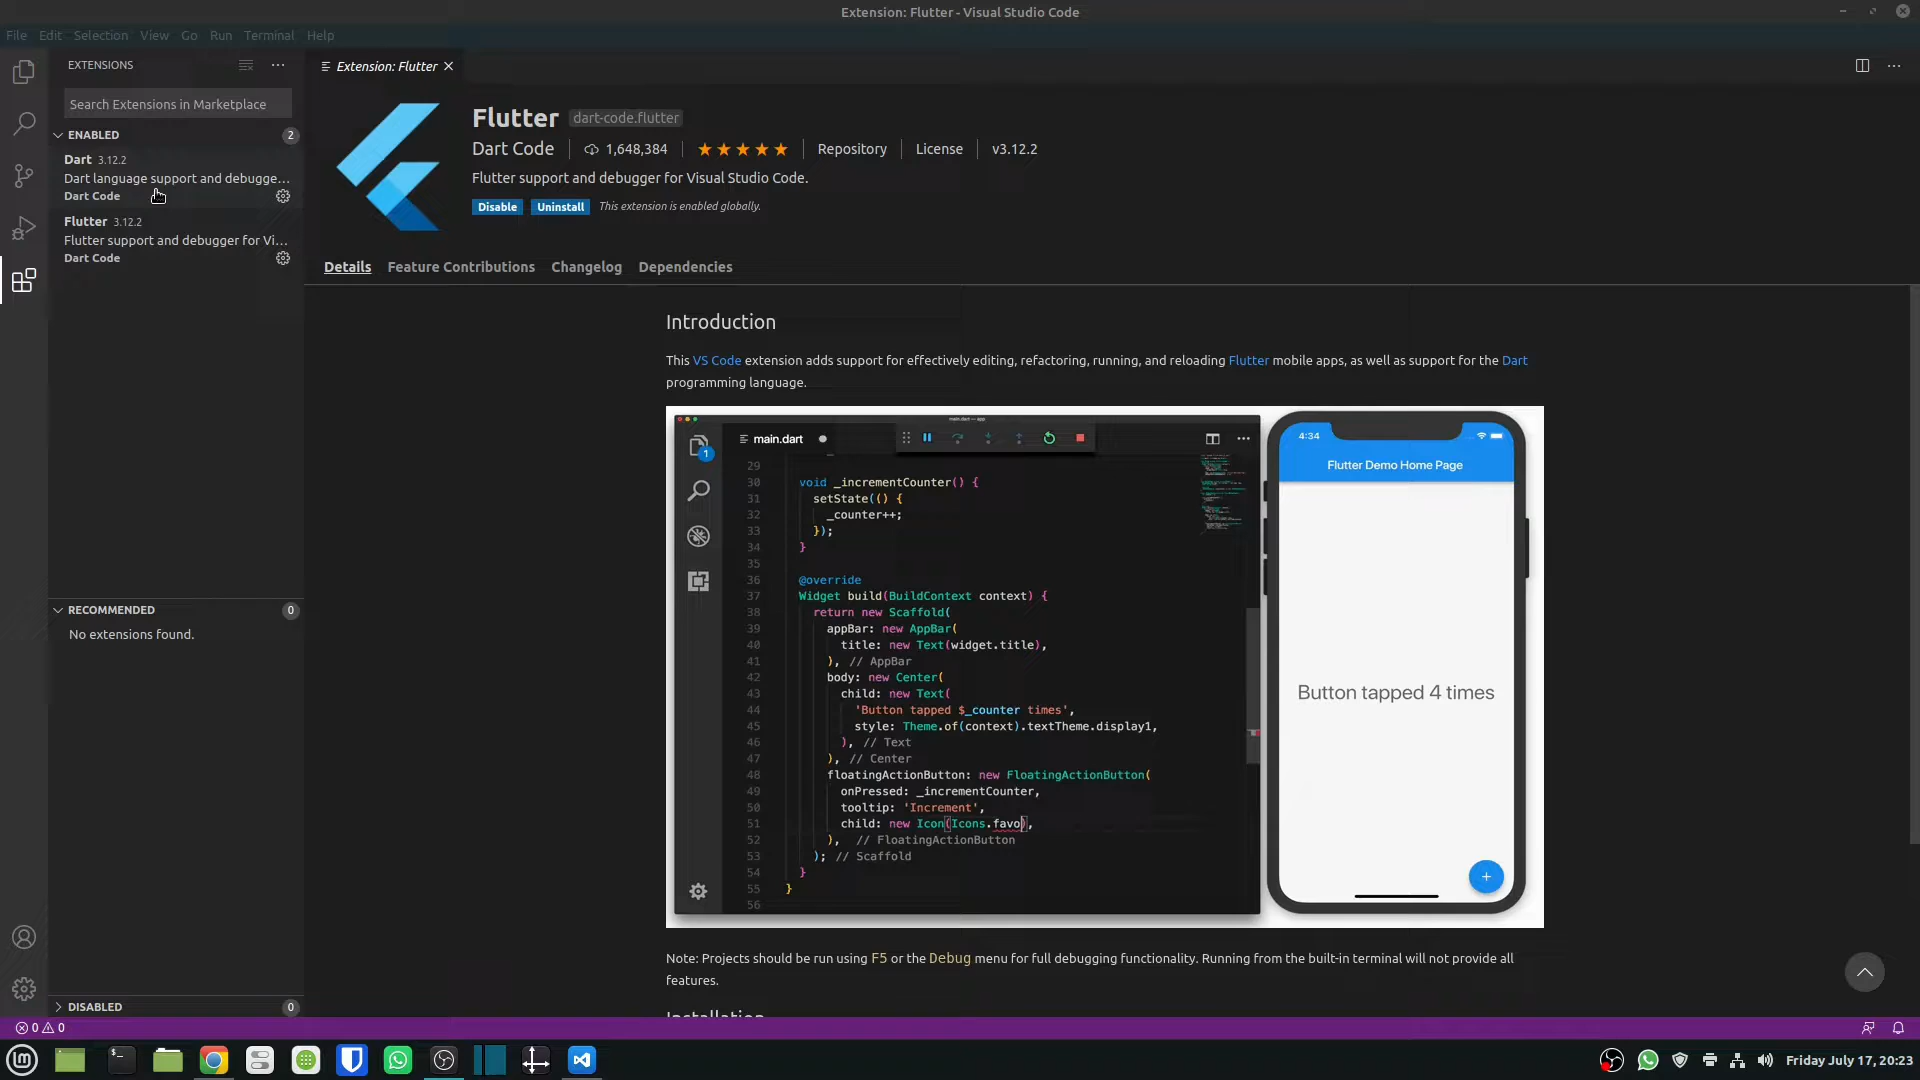 Extension: Flutter - Visual Studio Code
File Edit Selection View Go Run Terminal Help
EXTENSIONS
Extension: Flutter
Search Extensions in Marketplace
ENABLED 2
Dart 3.12.2
Dart language support and debugge...
Dart Code
Flutter 3.12.2
Flutter support and debugger for Vi...
Dart Code
RECOMMENDED 0
No extensions found.
DISABLED 0
Flutter dart-code.flutter
Dart Code 1,648,384 Repository License v3.12.2
Flutter support and debugger for Visual Studio Code.
Disable Uninstall This extension is enabled globally.
Details Feature Contributions Changelog Dependencies
Introduction
This VS Code extension adds support for effectively editing, refactoring, running, and reloading Flutter mobile apps, as well as support for the Dart
programming language.
main.dart — app
main.dart
1
29
30 void _incrementCounter() {
31 setState(() {
32 _counter++;
33 });
34 }
35
36 @override
37 Widget build(BuildContext context) {
38 return new Scaffold(
39 appBar: new AppBar(
40 title: new Text(widget.title),
41 ), // AppBar
42 body: new Center(
43 child: new Text(
44 'Button tapped $_counter times',
45 style: Theme.of(context).textTheme.display1,
46 ), // Text
47 ), // Center
48 floatingActionButton: new FloatingActionButton(
49 onPressed: _incrementCounter,
50 tooltip: 'Increment',
51 child: new Icon(Icons.favo),
52 ), // FloatingActionButton
53 ); // Scaffold
54 }
55 }
56
4:34
Flutter Demo Home Page
Button tapped 4 times
Note: Projects should be run using F5 or the Debug menu for full debugging functionality. Running from the built-in terminal will not provide all
features.
Installation
0 0
Friday July 17, 20:23